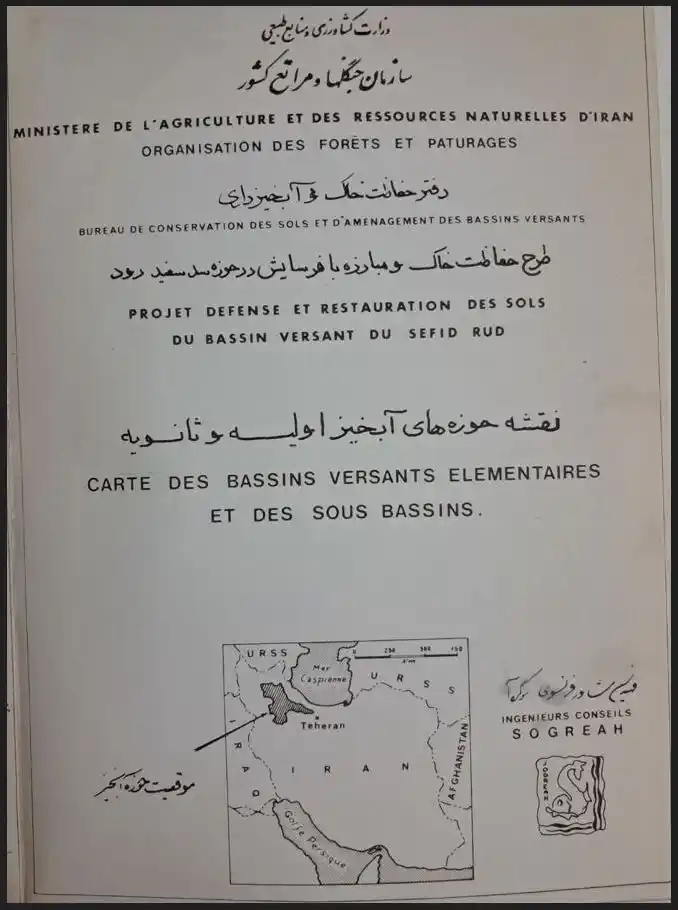 وزارت کشاورزی و منابع طبیعی
سازمان جنگلها و مراتع کشور
MINISTERE DE L'AGRICULTURE ET DES RESSOURCES NATURELLES D'IRAN
ORGANISATION DES FORÊTS ET PATURAGES
دفتر حفاظت خاک و آبخیزداری
BUREAU DE CONSERVATION DES SOLS ET D'AMENAGEMENT DES BASSINS VERSANTS
طرح حفاظت خاک و مبارزه با فرسایش در حوزه سد سفید رود
PROJET DEFENSE ET RESTAURATION DES SOLS
DU BASSIN VERSANT DU SEFID RUD
نقشه حوزه های آبخیز اولیه و ثانویه
CARTE DES BASSINS VERSANTS ELEMENTAIRES
ET DES SOUS BASSINS.
URSS
Mer
Caspienne
URSS
Teheran
IRAQ
IRAN
AFGHANISTAN
Golfe Persique
موقعیت حوزه آبخیز
INGENIEURS CONSEILS
SOGREAH